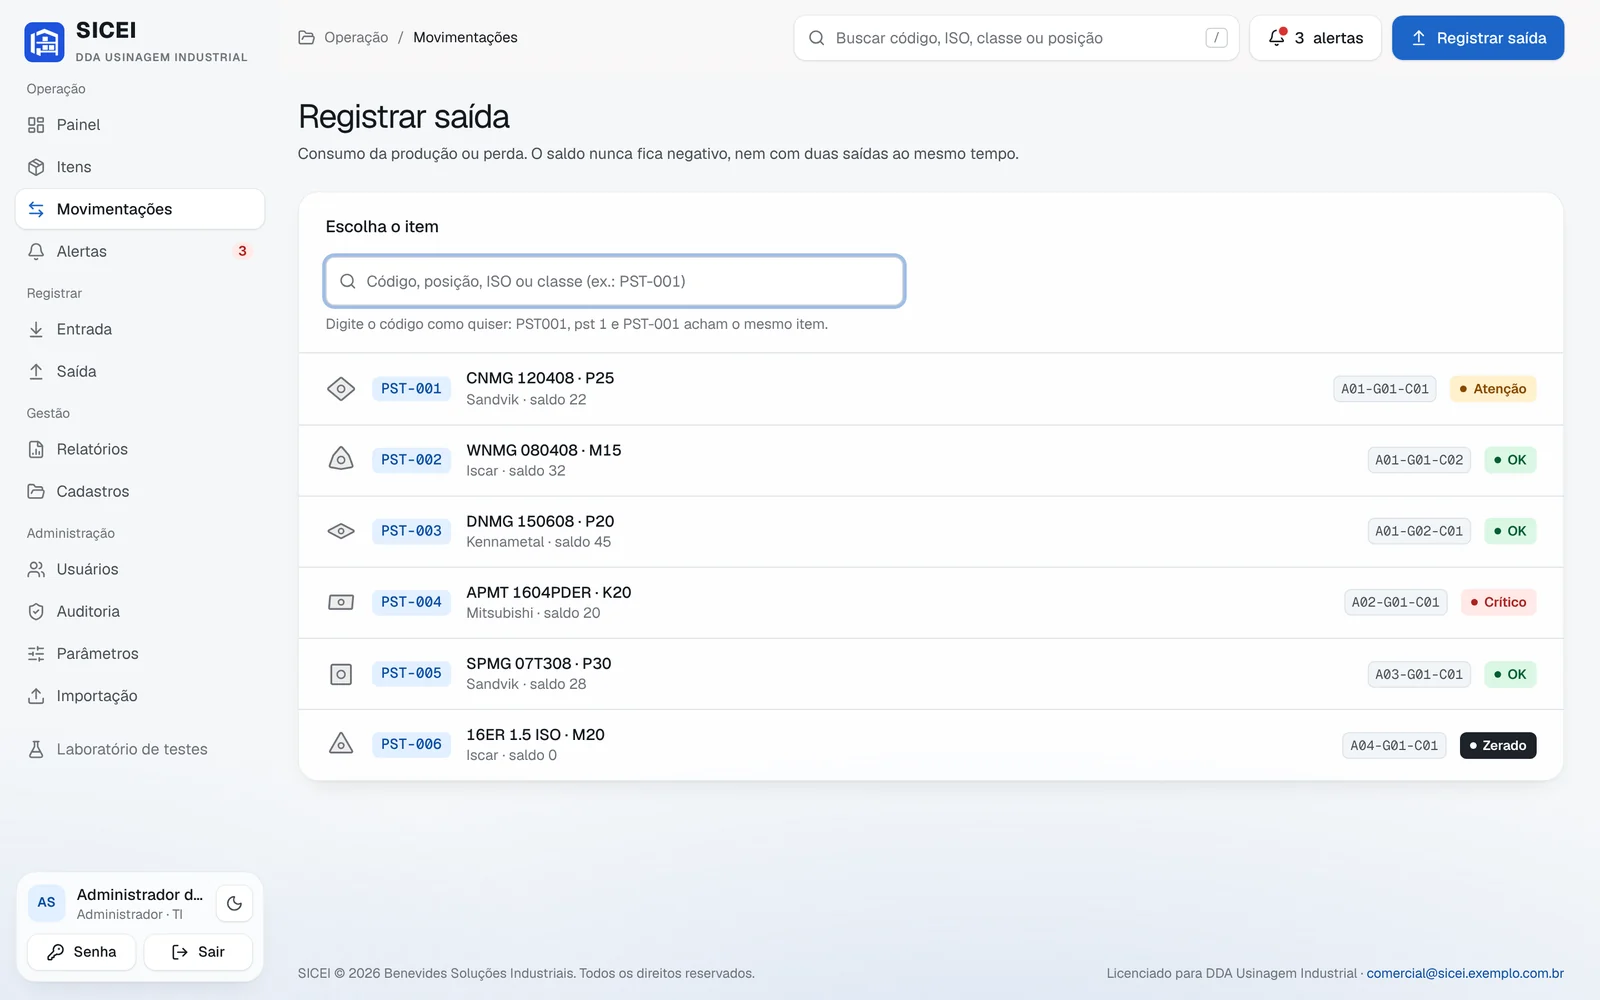 SICEI
DDA USINAGEM INDUSTRIAL
Operação
Painel
Itens
Movimentações
Alertas 3
Registrar
Entrada
Saída
Gestão
Relatórios
Cadastros
Administração
Usuários
Auditoria
Parâmetros
Importação
Laboratório de testes
AS
Administrador d...
Administrador · TI
Senha
Sair
Operação / Movimentações
Buscar código, ISO, classe ou posição /
3 alertas
Registrar saída
Registrar saída
Consumo da produção ou perda. O saldo nunca fica negativo, nem com duas saídas ao mesmo tempo.
Escolha o item
Código, posição, ISO ou classe (ex.: PST-001)
Digite o código como quiser: PST001, pst 1 e PST-001 acham o mesmo item.
PST-001
CNMG 120408 · P25
Sandvik · saldo 22
A01-G01-C01
Atenção
PST-002
WNMG 080408 · M15
Iscar · saldo 32
A01-G01-C02
OK
PST-003
DNMG 150608 · P20
Kennametal · saldo 45
A01-G02-C01
OK
PST-004
APMT 1604PDER · K20
Mitsubishi · saldo 20
A02-G01-C01
Crítico
PST-005
SPMG 07T308 · P30
Sandvik · saldo 28
A03-G01-C01
OK
PST-006
16ER 1.5 ISO · M20
Iscar · saldo 0
A04-G01-C01
Zerado
SICEI © 2026 Benevides Soluções Industriais. Todos os direitos reservados.
Licenciado para DDA Usinagem Industrial · comercial@sicei.exemplo.com.br